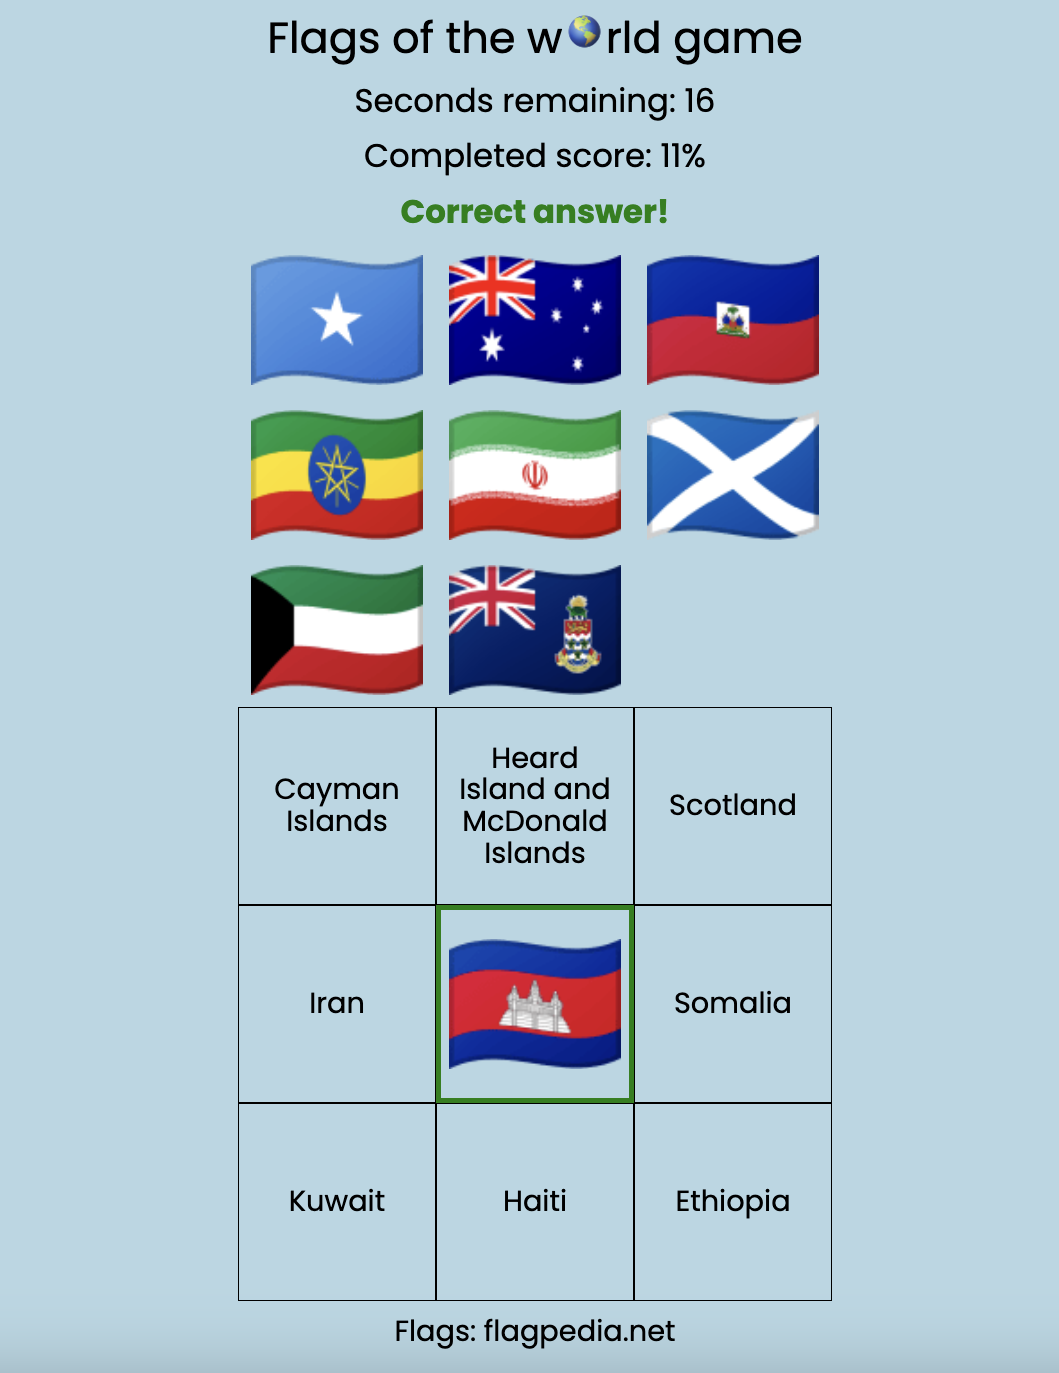 Flags of the w🌎rld game
Seconds remaining: 16
Completed score: 11%
Correct answer!
Cayman
Islands
Heard
Island and
McDonald
Islands
Scotland
Iran
Somalia
Kuwait
Haiti
Ethiopia
Flags: flagpedia.net